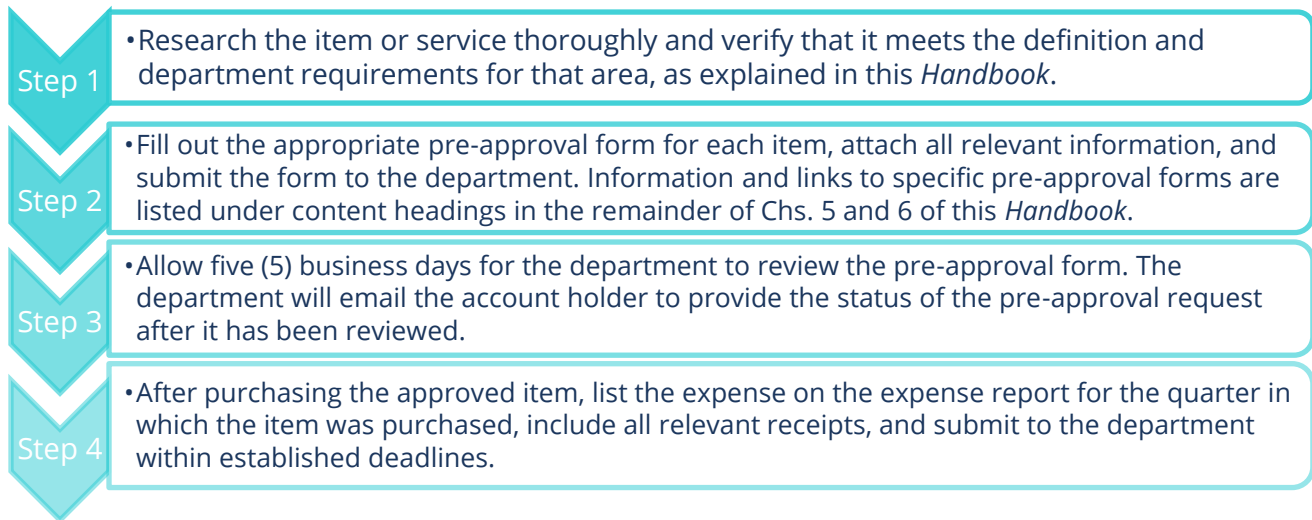 Step 1
•Research the item or service thoroughly and verify that it meets the definition and
department requirements for that area, as explained in this Handbook.
Step 2
•Fill out the appropriate pre-approval form for each item, attach all relevant information, and
submit the form to the department. Information and links to specific pre-approval forms are
listed under content headings in the remainder of Chs. 5 and 6 of this Handbook.
Step 3
•Allow five (5) business days for the department to review the pre-approval form. The
department will email the account holder to provide the status of the pre-approval request
after it has been reviewed.
Step 4
•After purchasing the approved item, list the expense on the expense report for the quarter in
which the item was purchased, include all relevant receipts, and submit to the department
within established deadlines.